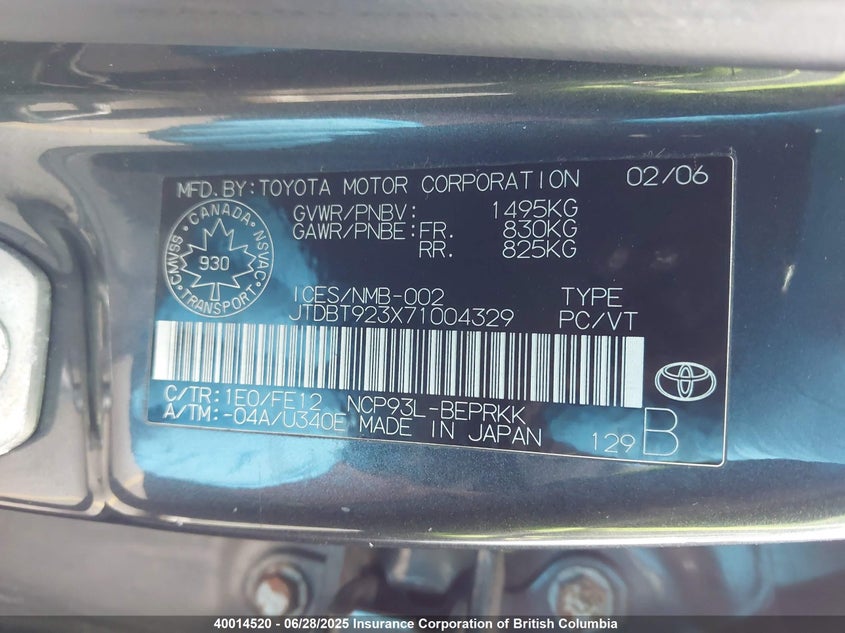 MFD.BY:TOYOTA MOTOR CORPORATION 02/06
GVWR/PNBV: 1495KG
GAWR/PNBE:FR. 830KG
RR. 825KG
CANADA
CMVSS NSVAC
930
TRANSPORT
ICES/NMB-002 TYPE
JTDBT923X71004329 PC/VT
C/TR:1E0/FE12 NCP93L-BEPRKK
A/TM:-04A/U340E MADE IN JAPAN 129 B
40014520 - 06/28/2025 Insurance Corporation of British Columbia